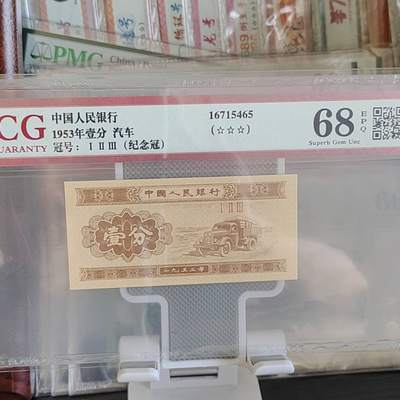 PMG
CG
UARANTY
中国人民银行
1953年壹分 汽车
冠号：ⅠⅡⅢ（纪念冠）
16715465
(☆☆☆)
68
EPQ
Superb Gem Unc
中國人民銀行
ⅠⅡⅢ
壹分
一九五三年